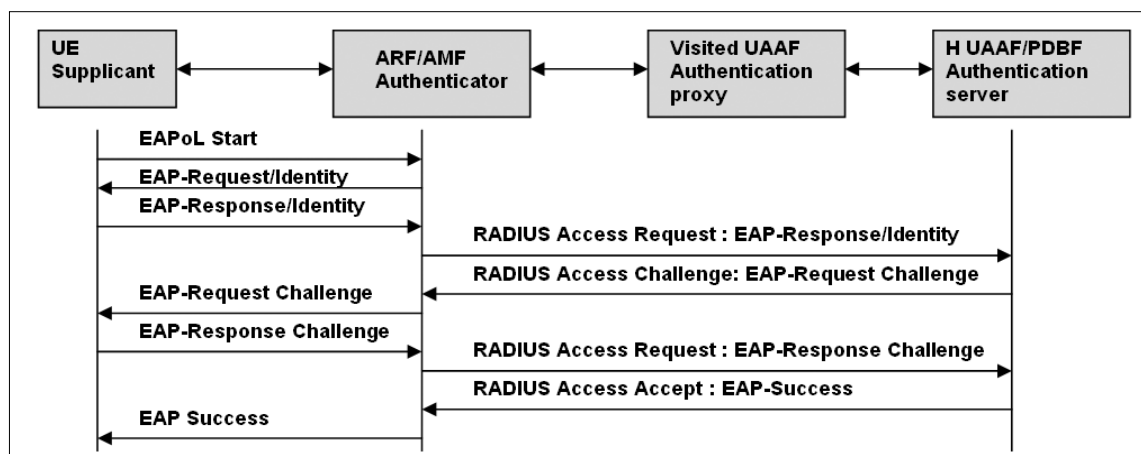 UE
Supplicant
ARF/AMF
Authenticator
Visited UAAF
Authentication
proxy
H UAAF/PDBF
Authentication
server
EAPoL Start
EAP-Request/Identity
EAP-Response/Identity
RADIUS Access Request : EAP-Response/Identity
RADIUS Access Challenge: EAP-Request Challenge
EAP-Request Challenge
EAP-Response Challenge
RADIUS Access Request : EAP-Response Challenge
RADIUS Access Accept : EAP-Success
EAP Success